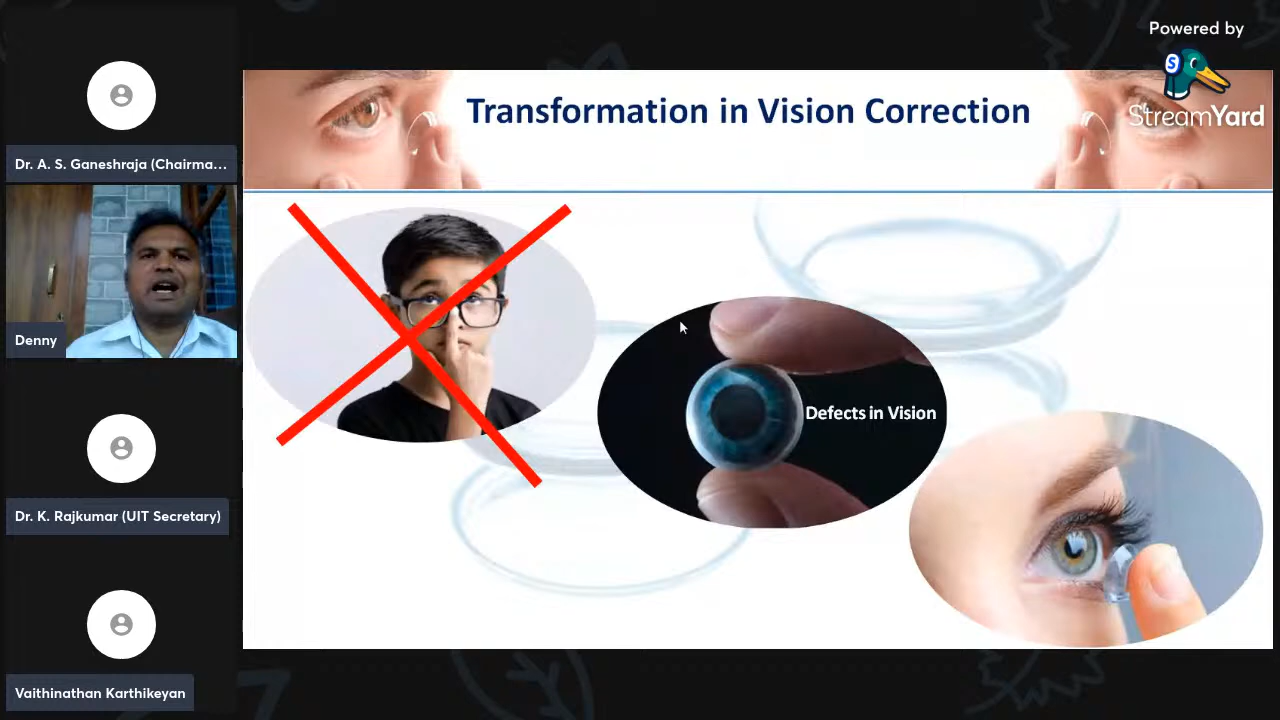 Powered by
StreamYard
Transformation in Vision Correction
Dr. A. S. Ganeshraja (Chairma...
Denny
Defects in Vision
Dr. K. Rajkumar (UIT Secretary)
Vaithinathan Karthikeyan